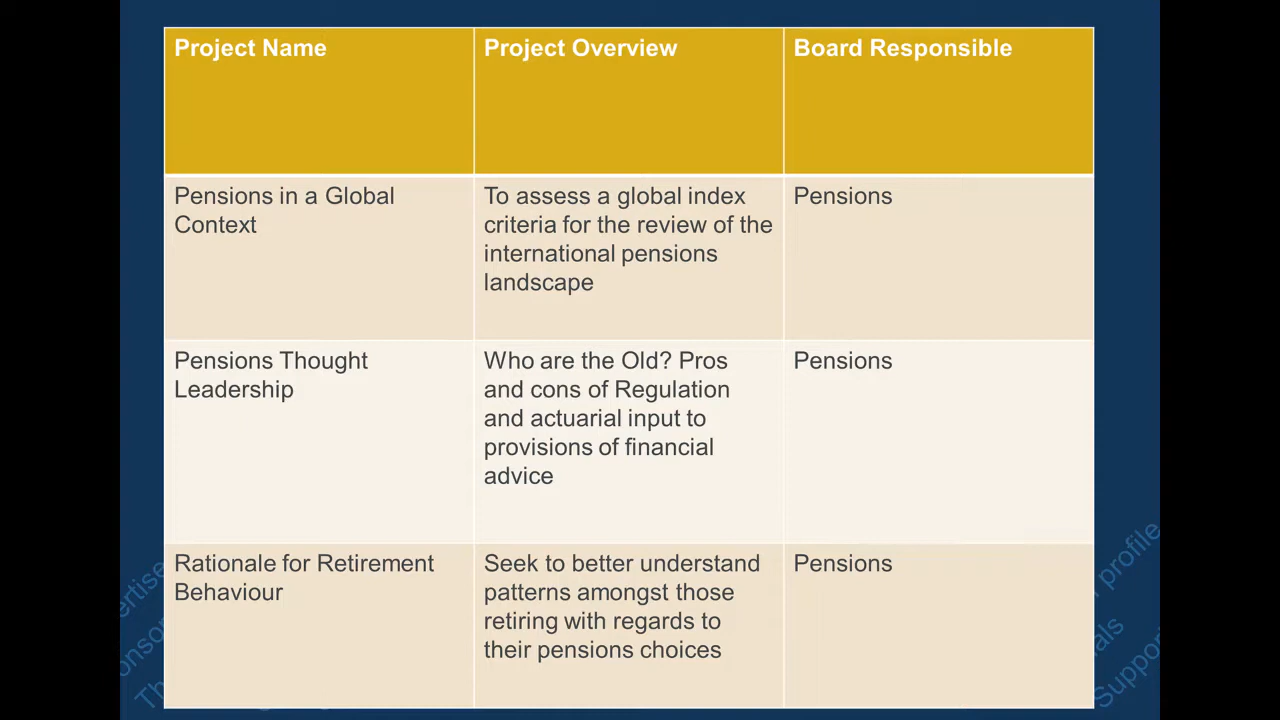 Project Name
Project Overview
Board Responsible
Pensions in a Global
Context
To assess a global index
criteria for the review of the
international pensions
landscape
Pensions
Pensions Thought
Leadership
Who are the Old? Pros
and cons of Regulation
and actuarial input to
provisions of financial
advice
Pensions
Rationale for Retirement
Behaviour
Seek to better understand
patterns amongst those
retiring with regards to
their pensions choices
Pensions
profile
Support